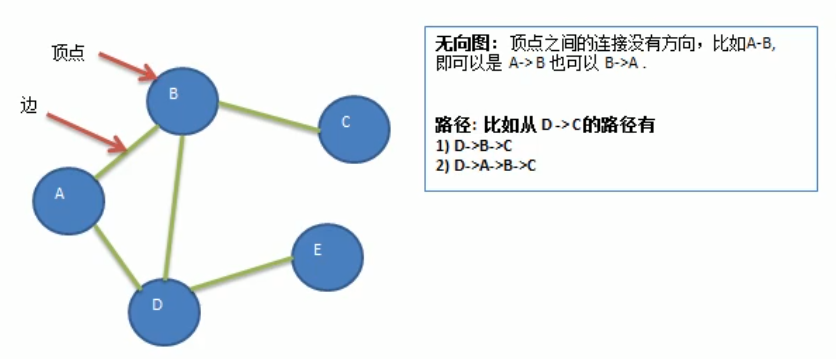 顶点
边
B
C
A
E
D
无向图：顶点之间的连接没有方向，比如A-B,
即可以是 A-> B 也可以 B->A .
路径: 比如从 D -> C的路径有
1) D->B->C
2) D->A->B->C